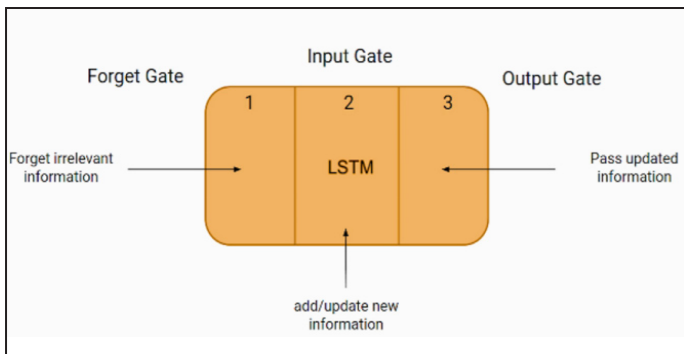 Input Gate
Forget Gate
Output Gate
1
2
3
Forget irrelevant
information
LSTM
Pass updated
information
add/update new
information